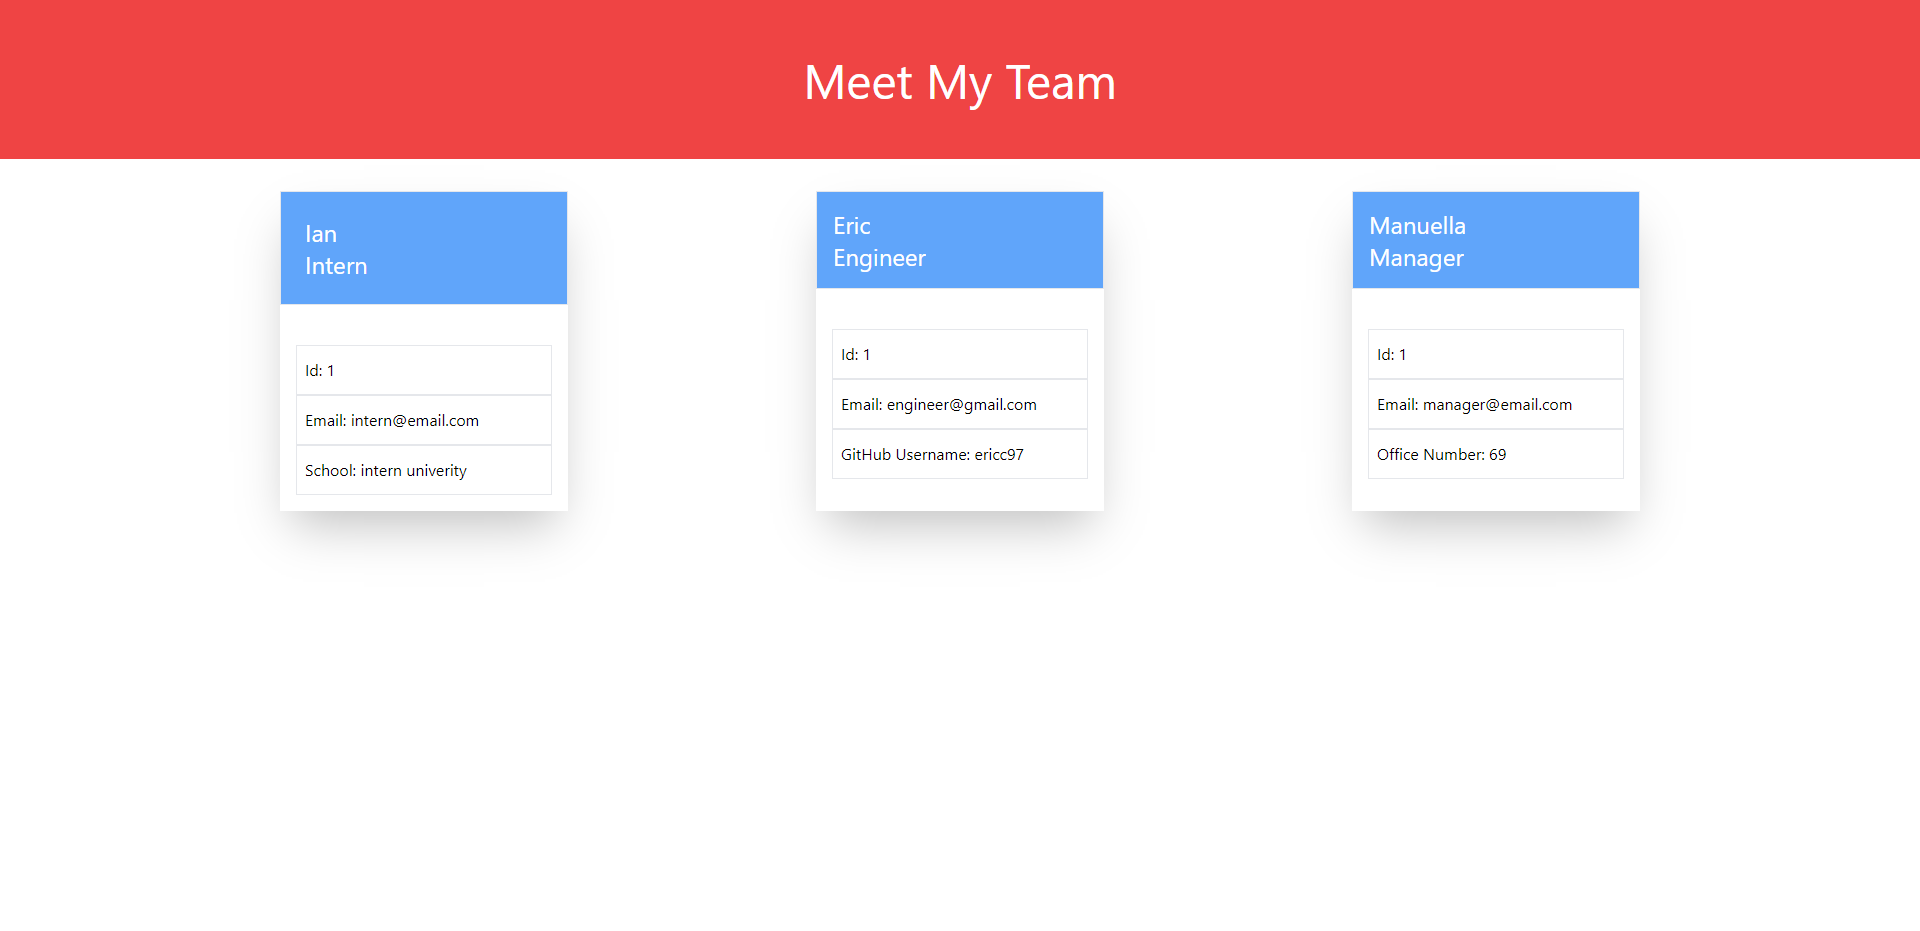 Meet My Team
Ian
Intern
Id: 1
Email: intern@email.com
School: intern univerity
Eric
Engineer
Id: 1
Email: engineer@gmail.com
GitHub Username: ericc97
Manuella
Manager
Id: 1
Email: manager@email.com
Office Number: 69